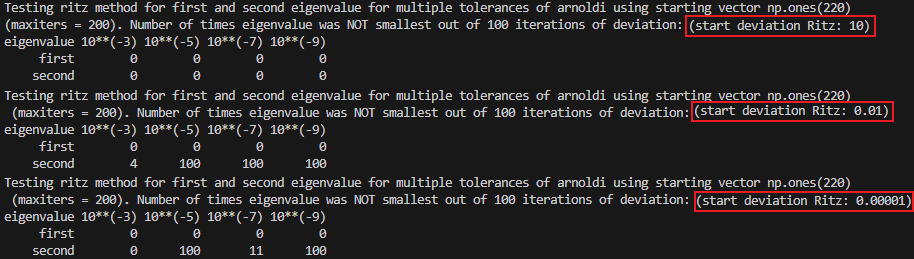 Testing ritz method for first and second eigenvalue for multiple tolerances of arnoldi using starting vector np.ones(220)
(maxiters = 200). Number of times eigenvalue was NOT smallest out of 100 iterations of deviation: (start deviation Ritz: 10)
eigenvalue 10**(-3) 10**(-5) 10**(-7) 10**(-9)
first 0 0 0 0
second 0 0 0 0
Testing ritz method for first and second eigenvalue for multiple tolerances of arnoldi using starting vector np.ones(220)
(maxiters = 200). Number of times eigenvalue was NOT smallest out of 100 iterations of deviation: (start deviation Ritz: 0.01)
eigenvalue 10**(-3) 10**(-5) 10**(-7) 10**(-9)
first 0 0 0 0
second 4 100 100 100
Testing ritz method for first and second eigenvalue for multiple tolerances of arnoldi using starting vector np.ones(220)
(maxiters = 200). Number of times eigenvalue was NOT smallest out of 100 iterations of deviation: (start deviation Ritz: 0.00001)
eigenvalue 10**(-3) 10**(-5) 10**(-7) 10**(-9)
first 0 0 0 0
second 0 100 11 100